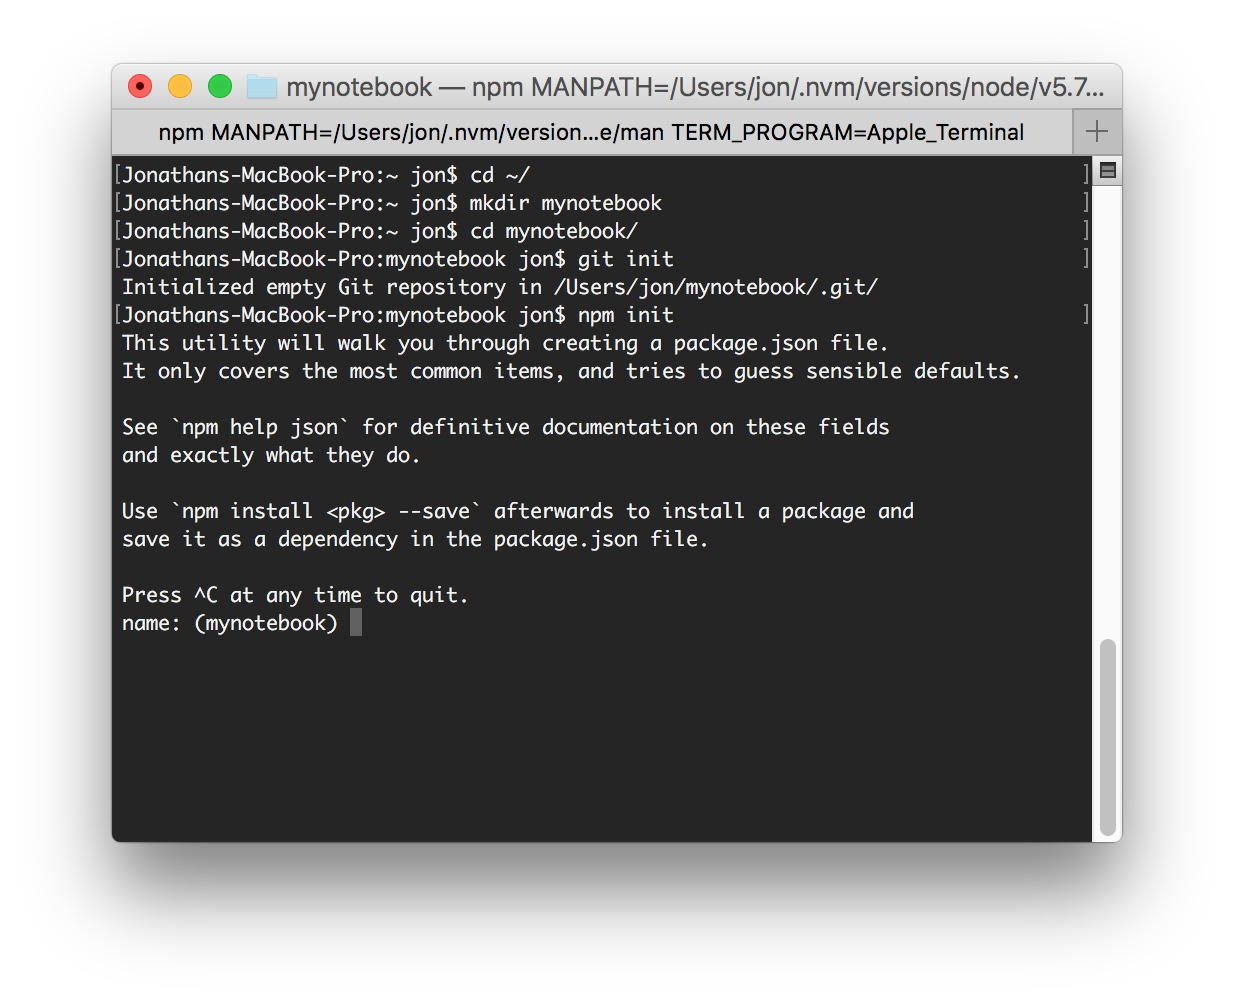 mynotebook — npm MANPATH=/Users/jon/.nvm/versions/node/v5.7...
npm MANPATH=/Users/jon/.nvm/version...e/man TERM_PROGRAM=Apple_Terminal
[Jonathans-MacBook-Pro:~ jon$ cd ~/ ]
[Jonathans-MacBook-Pro:~ jon$ mkdir mynotebook ]
[Jonathans-MacBook-Pro:~ jon$ cd mynotebook/ ]
[Jonathans-MacBook-Pro:mynotebook jon$ git init ]
Initialized empty Git repository in /Users/jon/mynotebook/.git/
[Jonathans-MacBook-Pro:mynotebook jon$ npm init ]
This utility will walk you through creating a package.json file.
It only covers the most common items, and tries to guess sensible defaults.
See `npm help json` for definitive documentation on these fields
and exactly what they do.
Use `npm install <pkg> --save` afterwards to install a package and
save it as a dependency in the package.json file.
Press ^C at any time to quit.
name: (mynotebook)